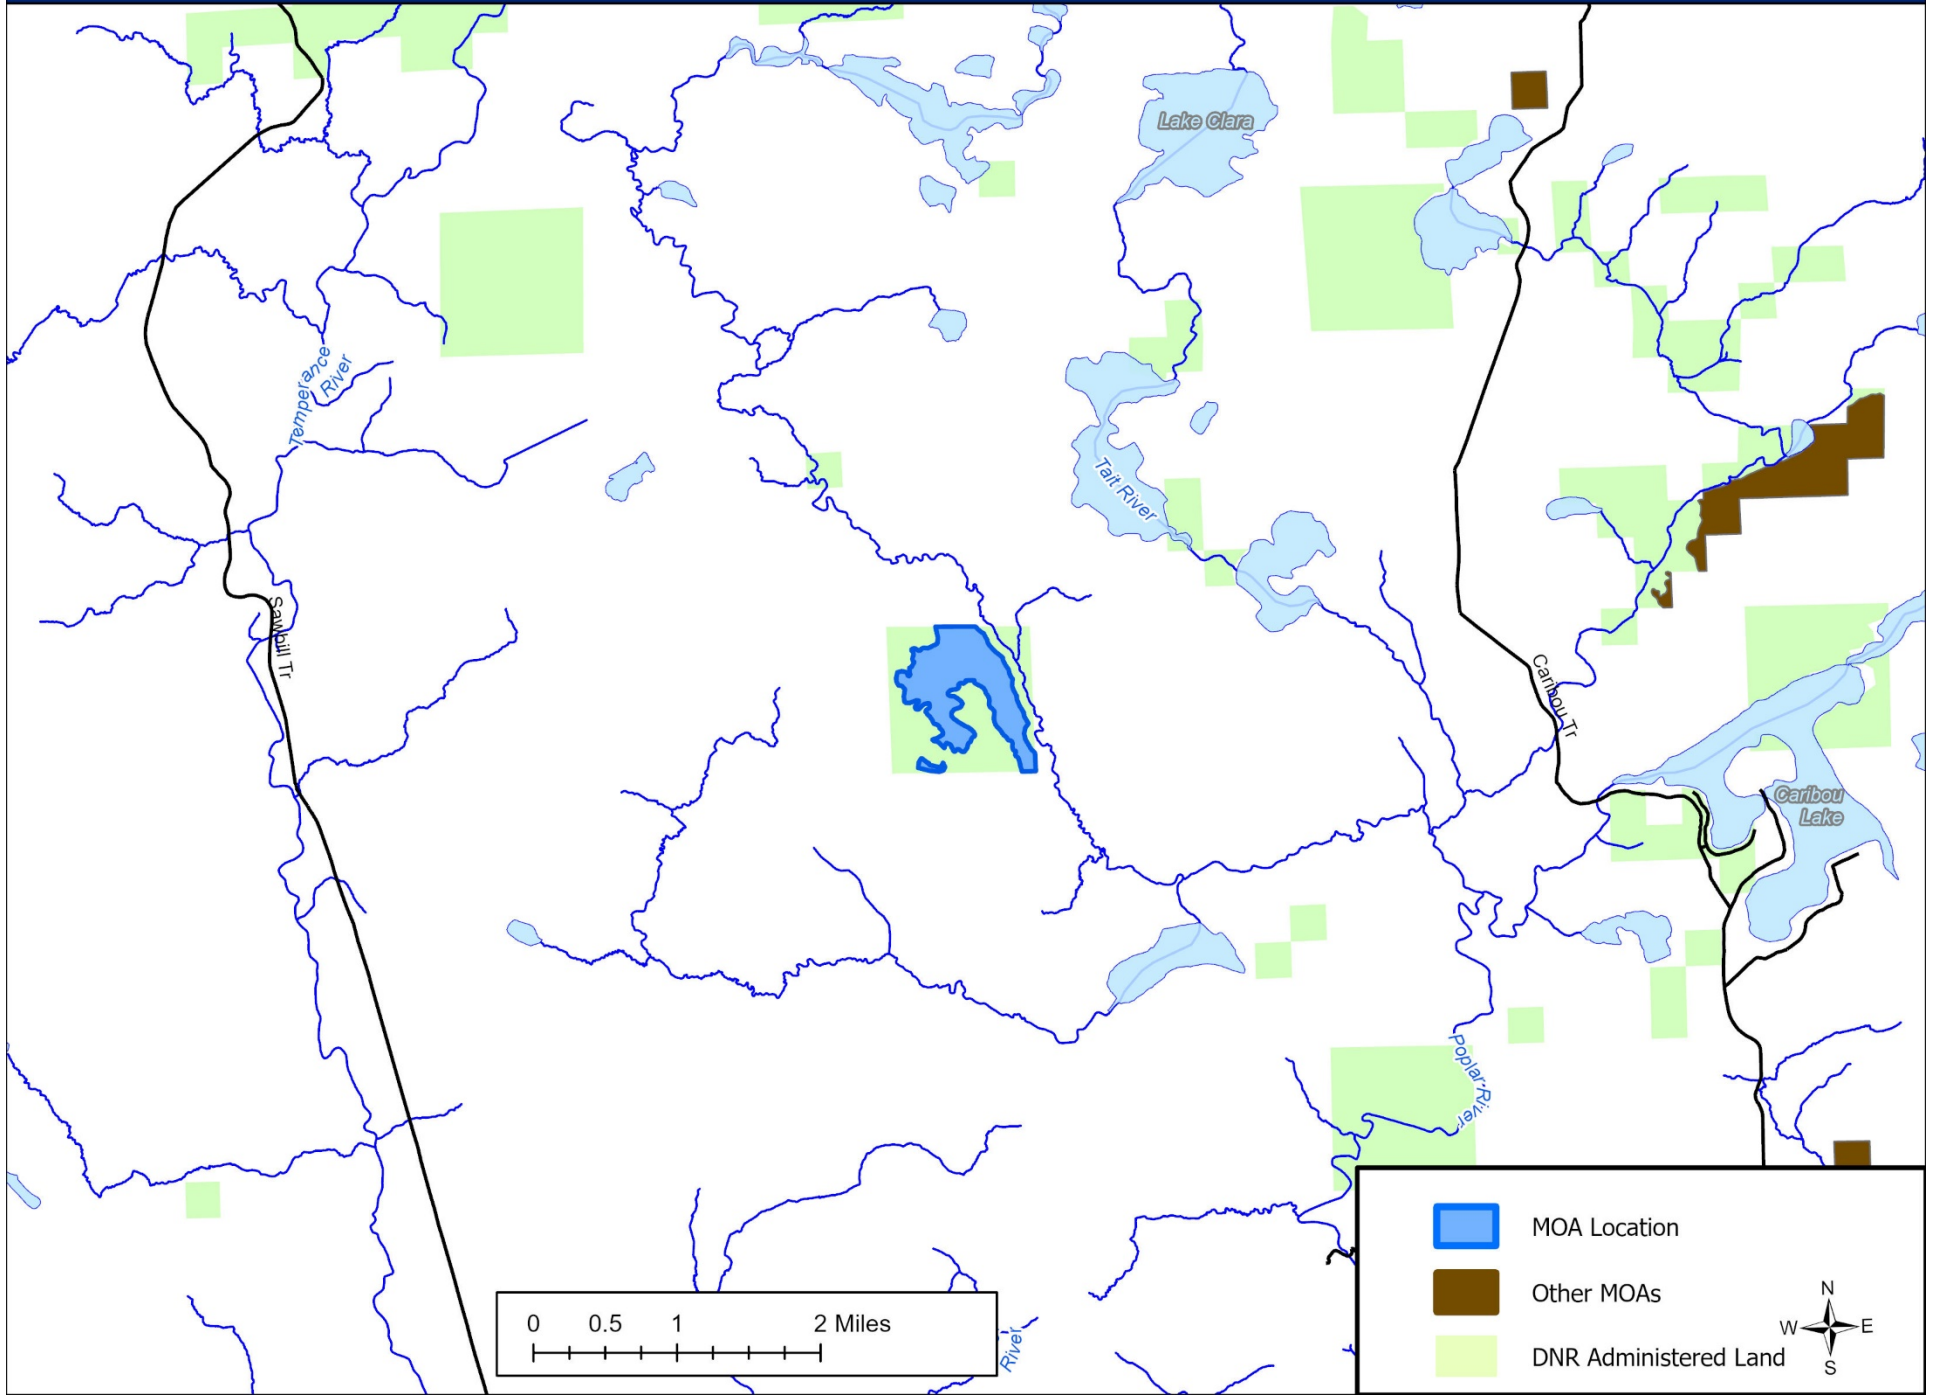 Lake Clara
Temperance
River
Tait River
Sawbill Tr
Caribou Tr
Caribou
Lake
Poplar River
River
0 0.5 1 2 Miles
MOA Location
Other MOAs
DNR Administered Land
N
W E
S